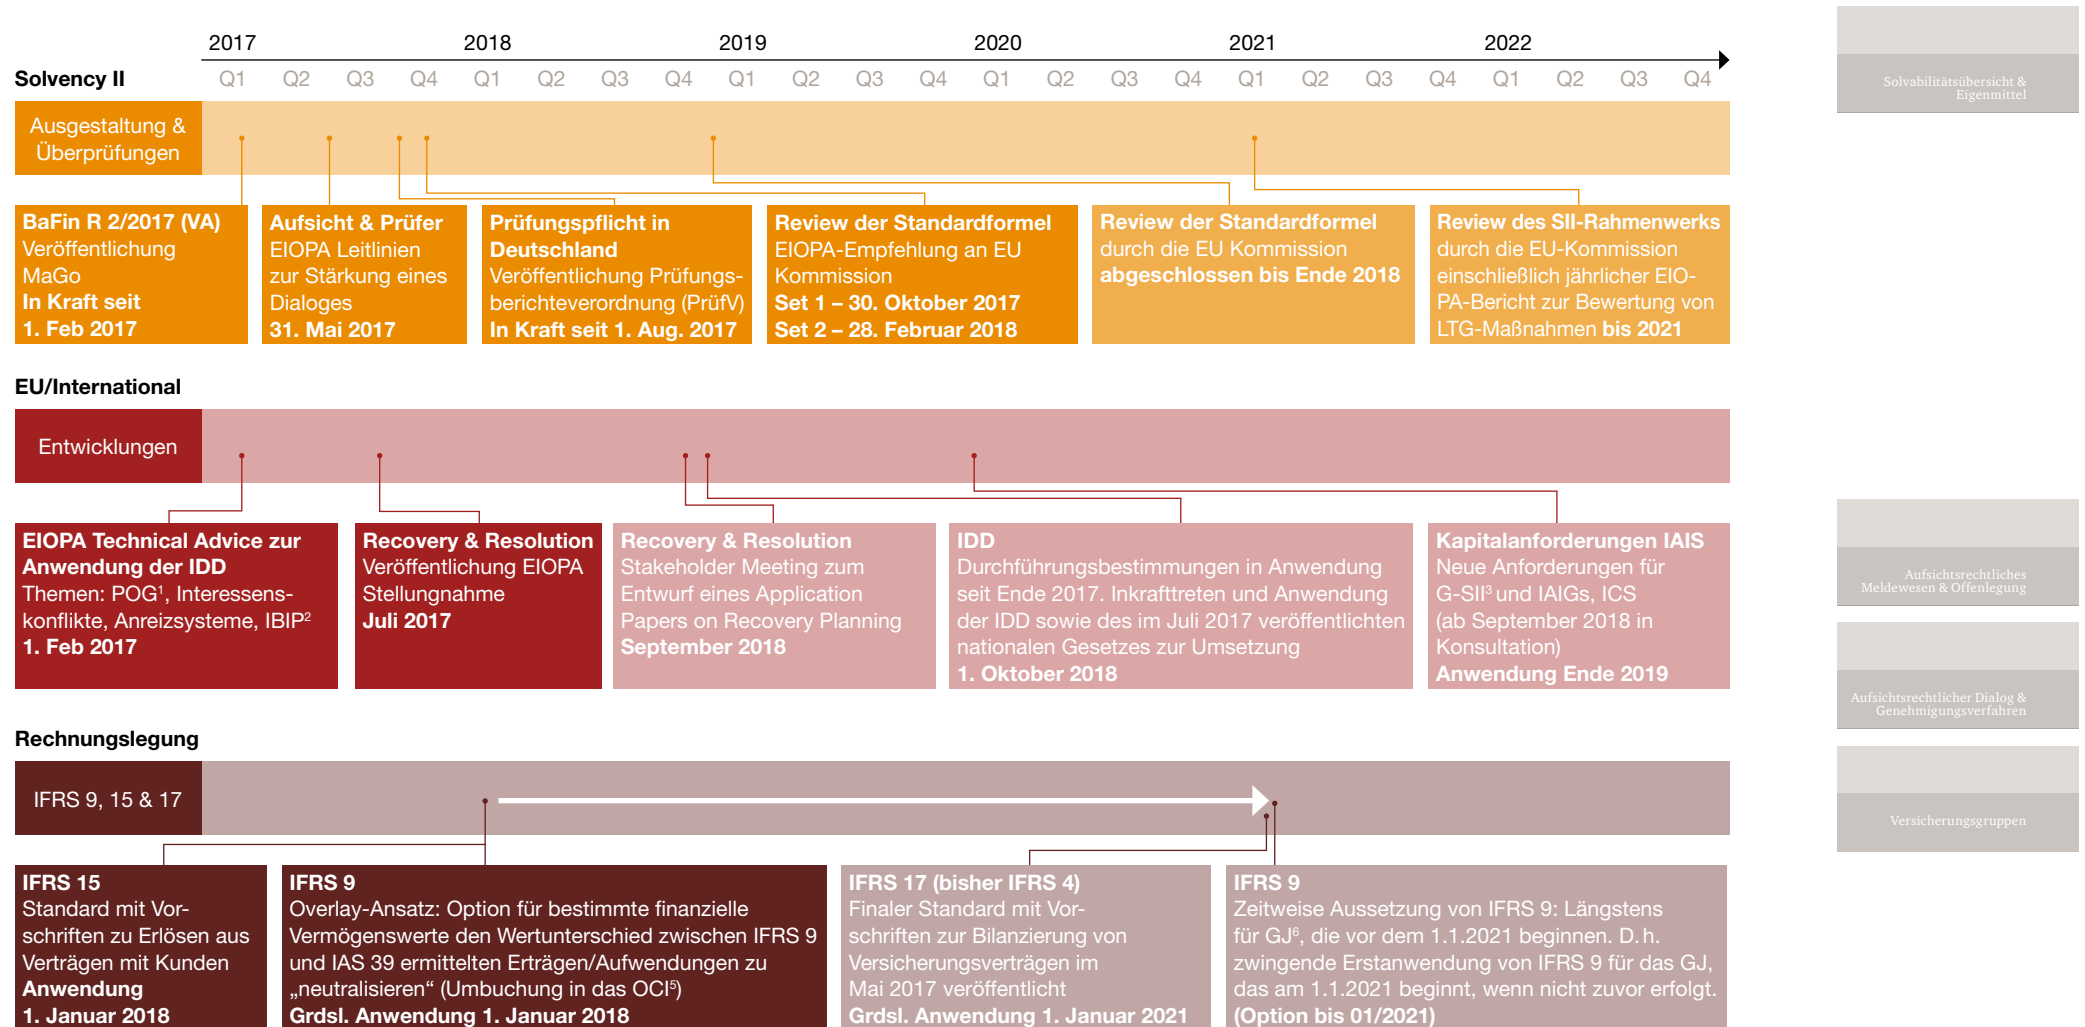 2017 2018 2019 2020 2021 2022
Solvency II Q1 Q2 Q3 Q4 Q1 Q2 Q3 Q4 Q1 Q2 Q3 Q4 Q1 Q2 Q3 Q4 Q1 Q2 Q3 Q4 Q1 Q2 Q3 Q4
Ausgestaltung &
Überprüfungen
BaFin R 2/2017 (VA)
Veröffentlichung
MaGo
In Kraft seit
1. Feb 2017
Aufsicht & Prüfer
EIOPA Leitlinien
zur Stärkung eines
Dialoges
31. Mai 2017
Prüfungspflicht in
Deutschland
Veröffentlichung Prüfungs-
berichteverordnung (PrüfV)
In Kraft seit 1. Aug. 2017
Review der Standardformel
EIOPA-Empfehlung an EU
Kommission
Set 1 – 30. Oktober 2017
Set 2 – 28. Februar 2018
Review der Standardformel
durch die EU Kommission
abgeschlossen bis Ende 2018
Review des SII-Rahmenwerks
durch die EU-Kommission
einschließlich jährlicher EIO-
PA-Bericht zur Bewertung von
LTG-Maßnahmen bis 2021
EU/International
Entwicklungen
EIOPA Technical Advice zur
Anwendung der IDD
Themen: POG¹, Interessens-
konflikte, Anreizsysteme, IBIP²
1. Feb 2017
Recovery & Resolution
Veröffentlichung EIOPA
Stellungnahme
Juli 2017
Recovery & Resolution
Stakeholder Meeting zum
Entwurf eines Application
Papers on Recovery Planning
September 2018
IDD
Durchführungsbestimmungen in Anwendung
seit Ende 2017. Inkrafttreten und Anwendung
der IDD sowie des im Juli 2017 veröffentlichten
nationalen Gesetzes zur Umsetzung
1. Oktober 2018
Kapitalanforderungen IAIS
Neue Anforderungen für
G-SII³ und IAIGs, ICS
(ab September 2018 in
Konsultation)
Anwendung Ende 2019
Rechnungslegung
IFRS 9, 15 & 17
IFRS 15
Standard mit Vor-
schriften zu Erlösen aus
Verträgen mit Kunden
Anwendung
1. Januar 2018
IFRS 9
Overlay-Ansatz: Option für bestimmte finanzielle
Vermögenswerte den Wertunterschied zwischen IFRS 9
und IAS 39 ermittelten Erträgen/Aufwendungen zu
„neutralisieren“ (Umbuchung in das OCI⁵)
Grdsl. Anwendung 1. Januar 2018
IFRS 17 (bisher IFRS 4)
Finaler Standard mit Vor-
schriften zur Bilanzierung von
Versicherungsverträgen im
Mai 2017 veröffentlicht
Grdsl. Anwendung 1. Januar 2021
IFRS 9
Zeitweise Aussetzung von IFRS 9: Längstens
für GJ⁶, die vor dem 1.1.2021 beginnen. D. h.
zwingende Erstanwendung von IFRS 9 für das GJ,
das am 1.1.2021 beginnt, wenn nicht zuvor erfolgt.
(Option bis 01/2021)
Solvabilitätsübersicht &
Eigenmittel
Aufsichtsrechtliches
Meldewesen & Offenlegung
Aufsichtsrechtlicher Dialog &
Genehmigungsverfahren
Versicherungsgruppen